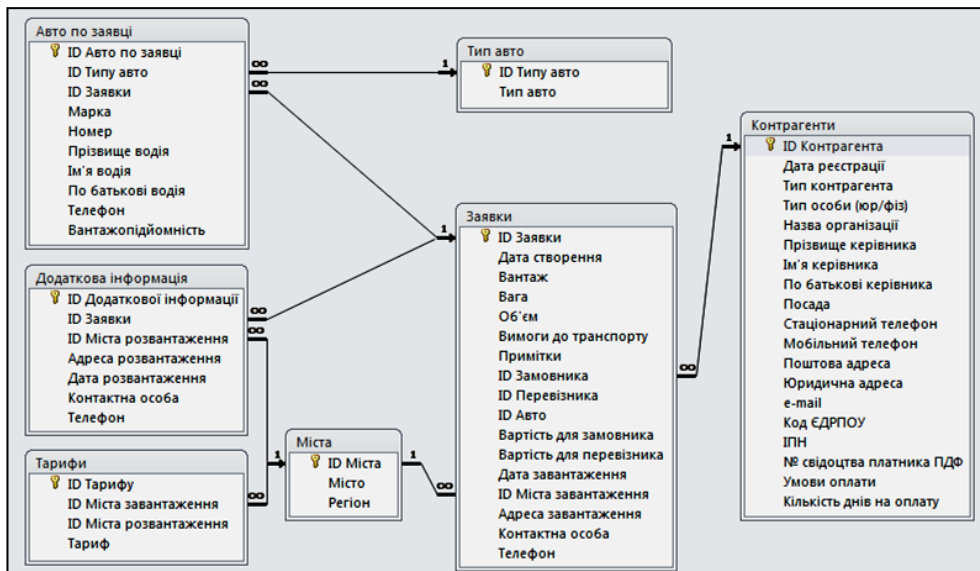 Авто по заявці
ID Авто по заявці
ID Типу авто
ID Заявки
Марка
Номер
Прізвище водія
Ім'я водія
По батькові водія
Телефон
Вантажопідйомність
Тип авто
ID Типу авто
Тип авто
Контрагенти
ID Контрагента
Дата реєстрації
Тип контрагента
Тип особи (юр/фіз)
Назва організації
Прізвище керівника
Ім'я керівника
По батькові керівника
Посада
Стаціонарний телефон
Мобільний телефон
Поштова адреса
Юридична адреса
e-mail
Код ЄДРПОУ
ІПН
№ свідоцтва платника ПДФ
Умови оплати
Кількість днів на оплату
Заявки
ID Заявки
Дата створення
Вантаж
Вага
Об'єм
Вимоги до транспорту
Примітки
ID Замовника
ID Перевізника
ID Авто
Вартість для замовника
Вартість для перевізника
Дата завантаження
ID Міста завантаження
Адреса завантаження
Контактна особа
Телефон
Додаткова інформація
ID Додаткової інформації
ID Заявки
ID Міста розвантаження
Адреса розвантаження
Дата розвантаження
Контактна особа
Телефон
Міста
ID Міста
Місто
Регіон
Тарифи
ID Тарифу
ID Міста завантаження
ID Міста розвантаження
Тариф
∞
1
∞
1
1
∞
∞
∞
1
1
∞
∞